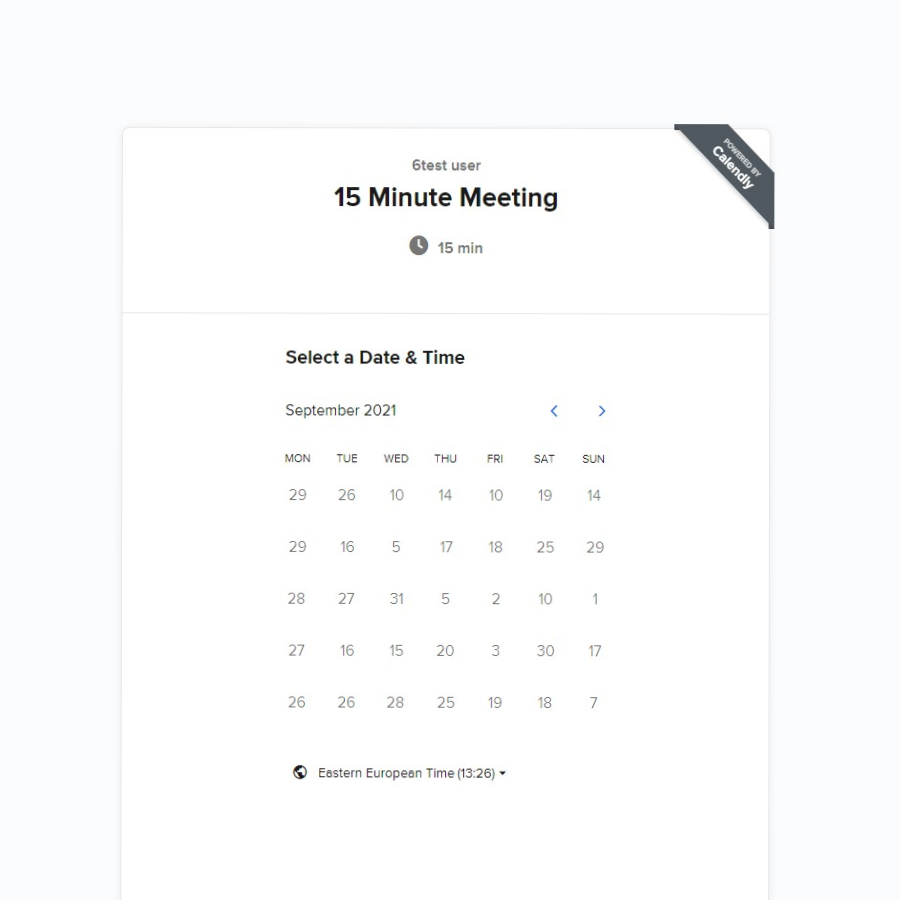 POWERED BY
Calendly
6test user
15 Minute Meeting
15 min
Select a Date & Time
September 2021
MON TUE WED THU FRI SAT SUN
29 26 10 14 10 19 14
29 16 5 17 18 25 29
28 27 31 5 2 10 1
27 16 15 20 3 30 17
26 26 28 25 19 18 7
Eastern European Time (13:26)